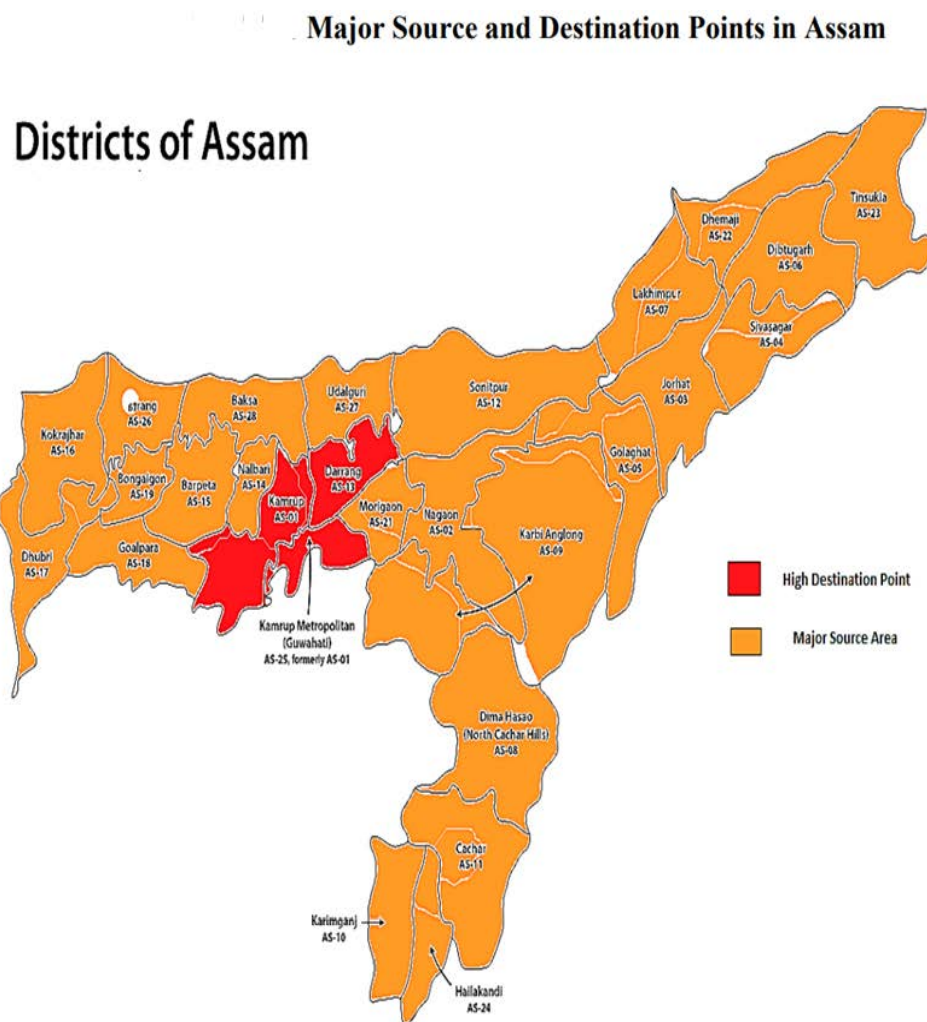 Major Source and Destination Points in Assam
Districts of Assam
Tinsukla
AS-23
Dhemaji
AS-22
Dibtugarh
AS-06
Lakhimpur
AS-07
Sivasagar
AS-04
Jorhat
AS-03
Sonitpur
AS-12
Udalguri
AS-27
Baksa
AS-28
AS-26
Kokrajhar
AS-16
Golaghat
AS-05
Bongalgon
AS-19
Barpeta
AS-15
Nalbari
AS-14
Kamrup
AS-01
Darrang
AS-13
Morigaon
AS-21
Nagaon
AS-02
Karbi Anglong
AS-09
Dhubri
AS-17
Goalpara
AS-18
High Destination Point
Major Source Area
Kamrup Metropolitan
(Guwahati)
AS-25, formerly AS-01
Dima Hasao
(North Cachar Hills)
AS-08
Cachar
AS-11
Karimganj
AS-10
Hailakandi
AS-24